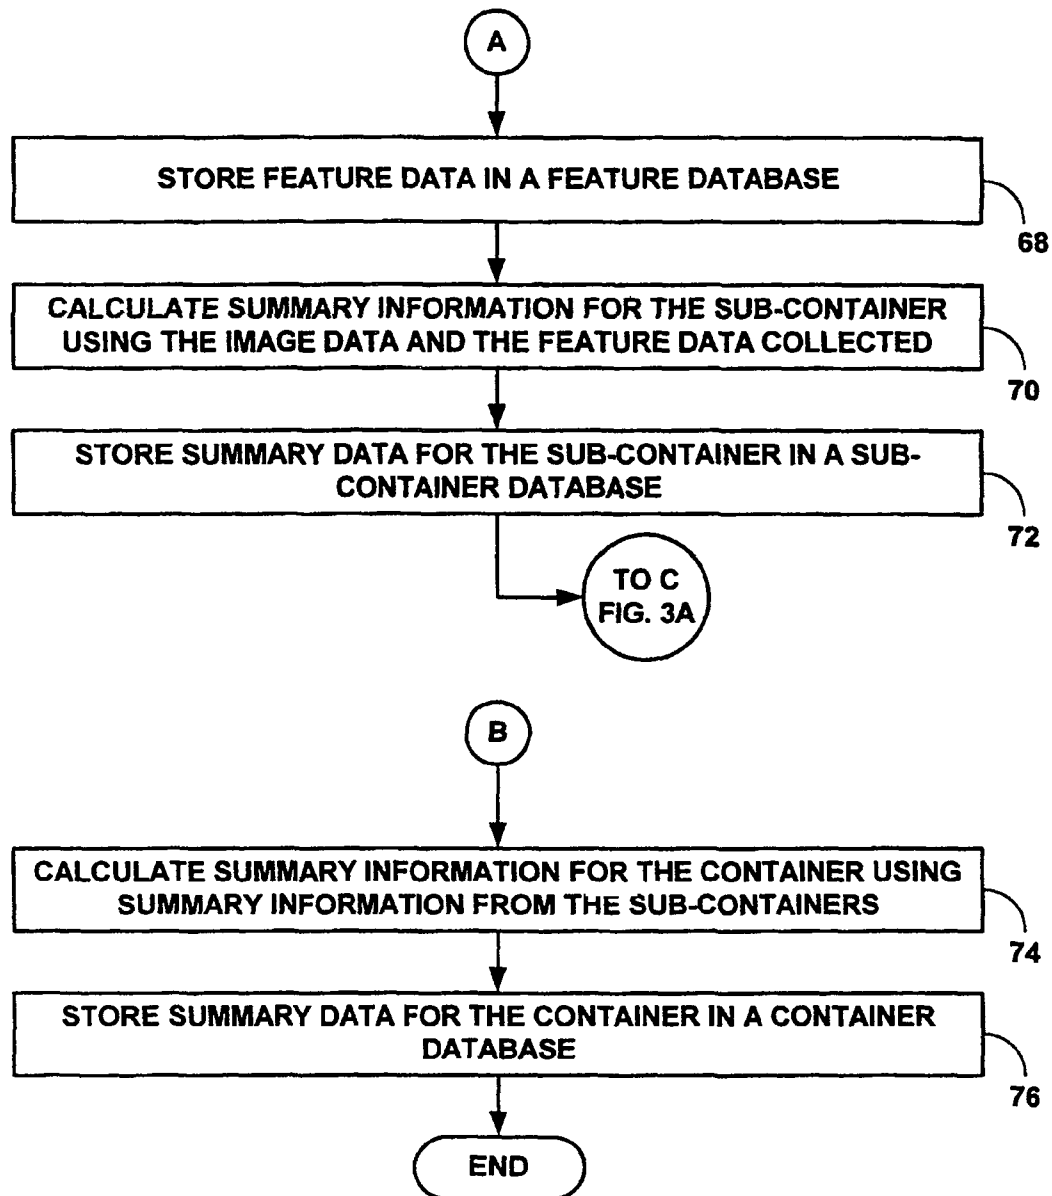 A
STORE FEATURE DATA IN A FEATURE DATABASE
68
CALCULATE SUMMARY INFORMATION FOR THE SUB-CONTAINER
USING THE IMAGE DATA AND THE FEATURE DATA COLLECTED
70
STORE SUMMARY DATA FOR THE SUB-CONTAINER IN A SUB-
CONTAINER DATABASE
72
TO C
FIG. 3A
B
CALCULATE SUMMARY INFORMATION FOR THE CONTAINER USING
SUMMARY INFORMATION FROM THE SUB-CONTAINERS
74
STORE SUMMARY DATA FOR THE CONTAINER IN A CONTAINER
DATABASE
76
END